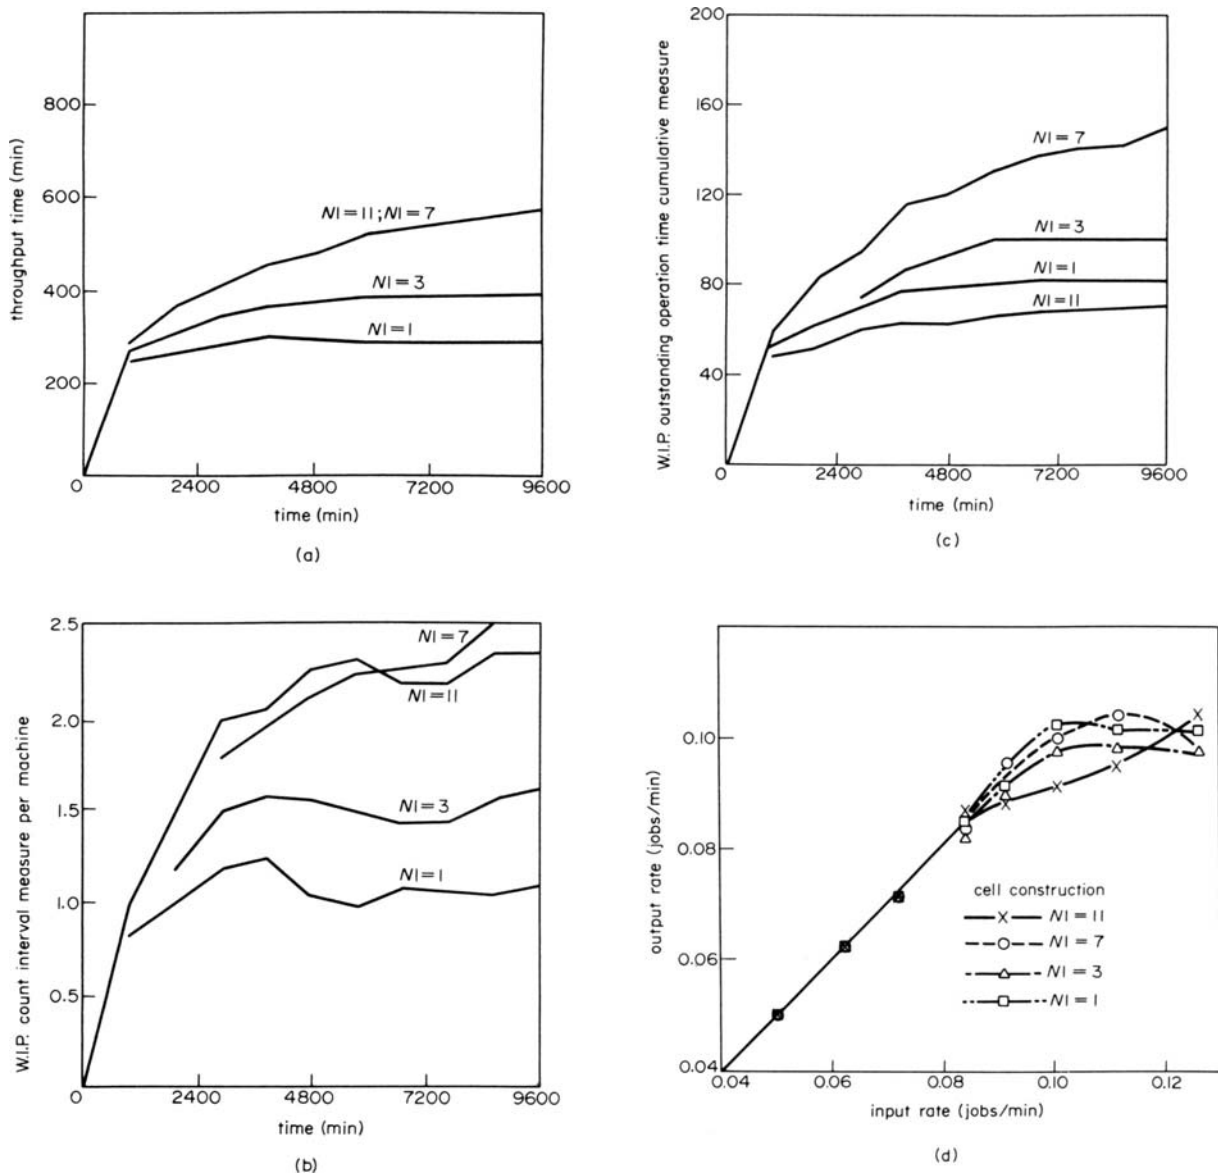 throughput time (min)
800
600
400
200
0
2400
4800
7200
9600
NI=11; NI=7
NI=3
NI=1
time (min)
(a)
W.I.P. outstanding operation time cumulative measure
200
160
120
80
40
0
2400
4800
7200
9600
NI=7
NI=3
NI=1
NI=11
time (min)
(c)
W.I.P. count interval measure per machine
2.5
2.0
1.5
1.0
0.5
0
2400
4800
7200
9600
NI=7
NI=11
NI=3
NI=1
time (min)
(b)
output rate (jobs/min)
0.10
0.08
0.06
0.04
0.04
0.06
0.08
0.10
0.12
cell construction
NI=11
NI=7
NI=3
NI=1
input rate (jobs/min)
(d)